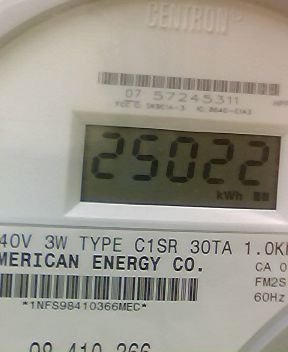 CENTRON®
07 57245311
25022
kWh
40V 3W TYPE C1SR 30TA 1.0K
MERICAN ENERGY CO.
CA 0
FM2S
60Hz
*1NFS98410366MEC*
98 410 366